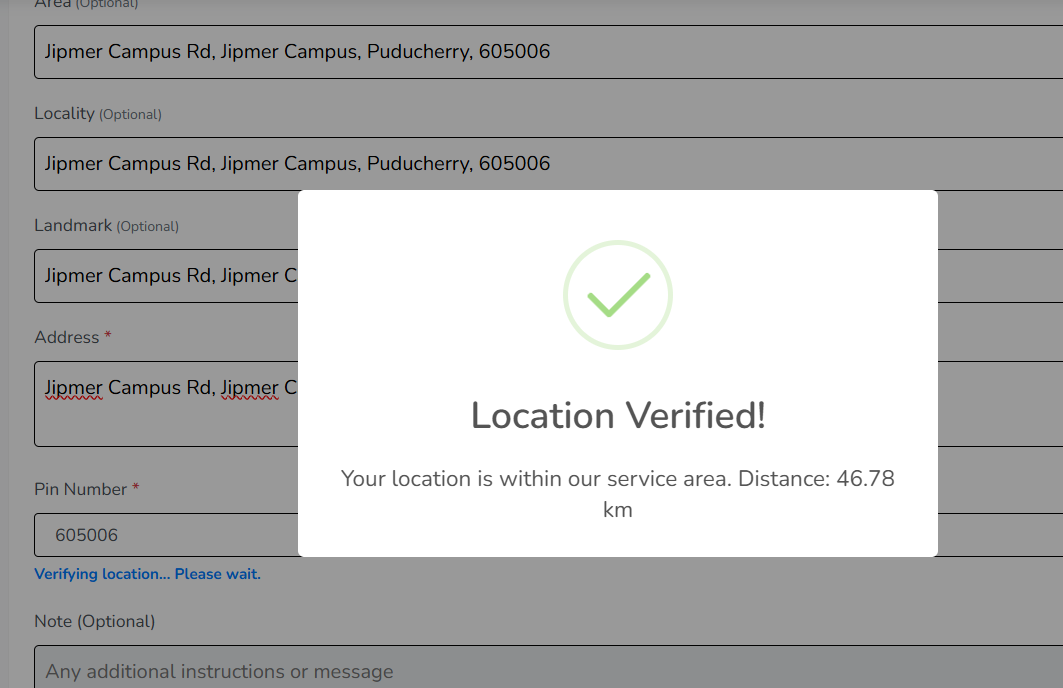 Area (Optional)
Jipmer Campus Rd, Jipmer Campus, Puducherry, 605006
Locality (Optional)
Jipmer Campus Rd, Jipmer Campus, Puducherry, 605006
Landmark (Optional)
Jipmer Campus Rd, Jipmer C
Address *
Jipmer Campus Rd, Jipmer C
Pin Number *
605006
Verifying location... Please wait.
Note (Optional)
Any additional instructions or message
Location Verified!
Your location is within our service area. Distance: 46.78
km